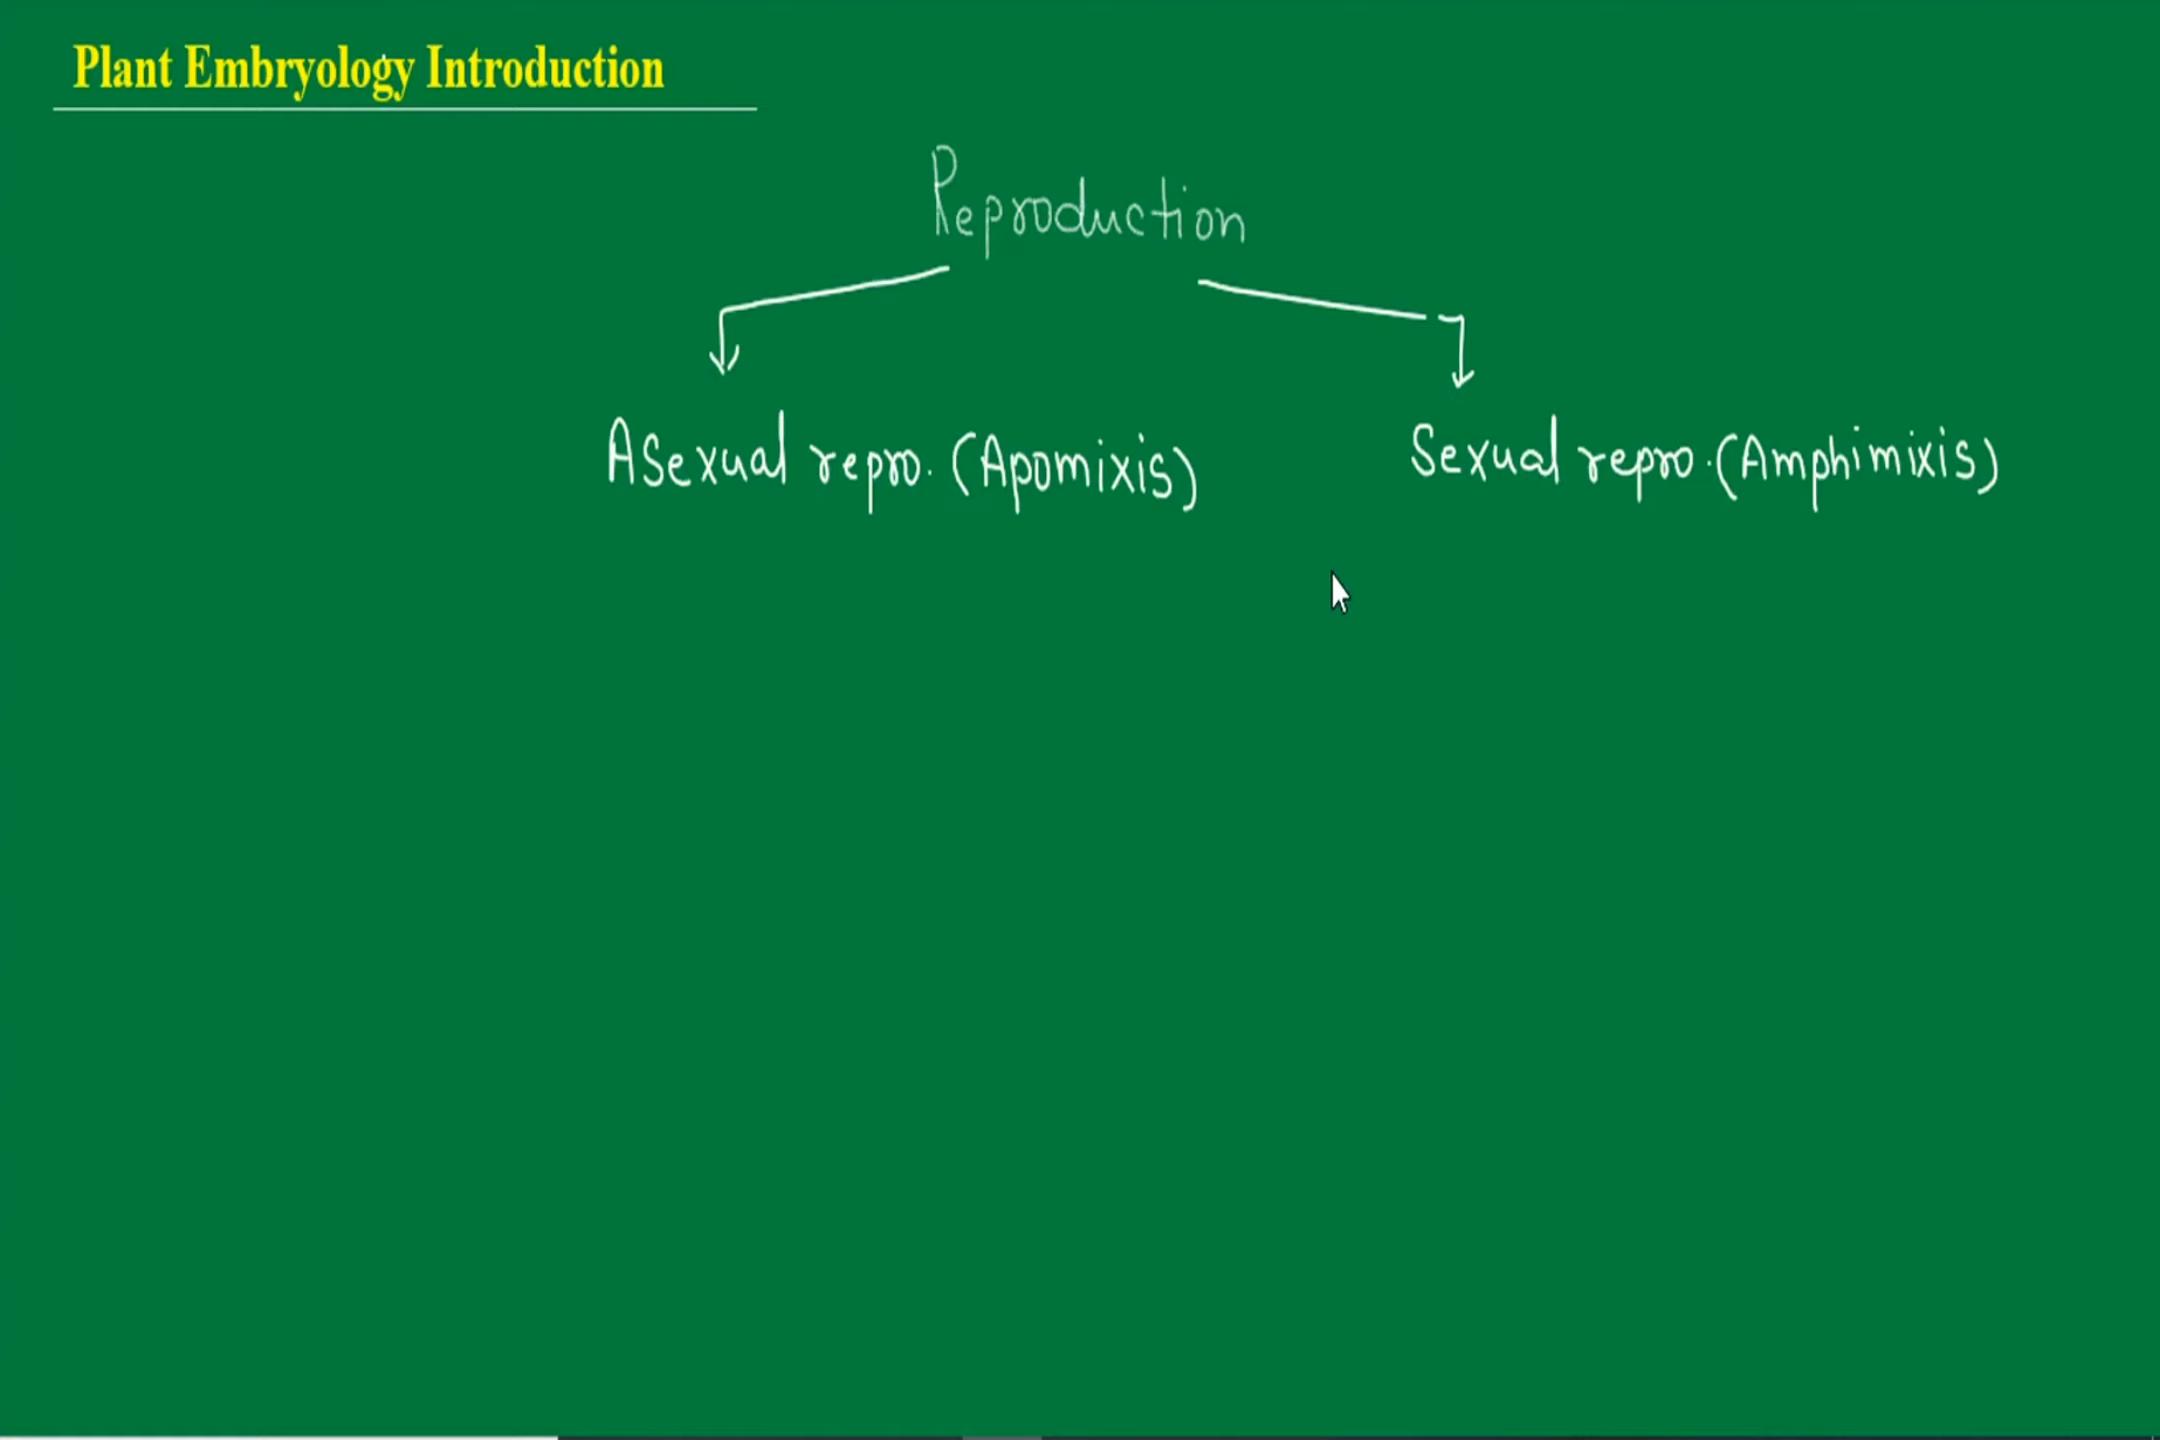 Plant Embryology Introduction
Reproduction
Asexual repro. (Apomixis)
Sexual repro. (Amphimixis)